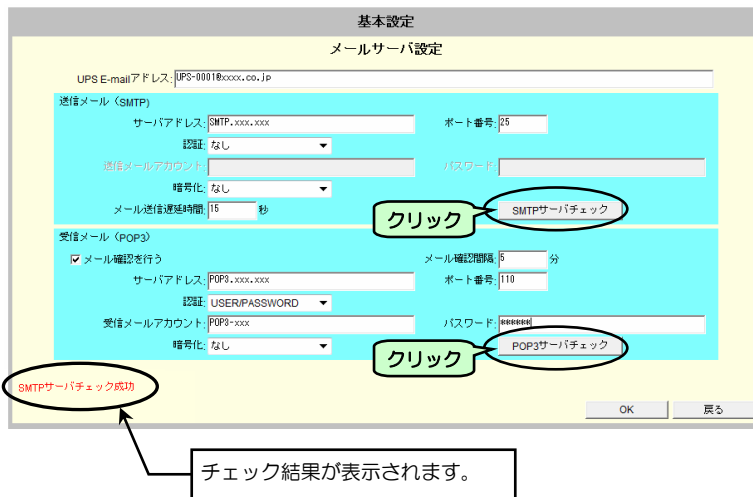 基本設定
メールサーバ設定
UPS E-mailアドレス: UPS-0001@xxxx.co.jp
送信メール（SMTP)
サーバアドレス: SMTP.xxx.xxx ポート番号: 25
認証: なし
送信メールアカウント: パスワード:
暗号化: なし
メール送信遅延時間: 15 秒 クリック SMTPサーバチェック
受信メール（POP3）
メール確認を行う メール確認間隔: 5 分
サーバアドレス: POP3.xxx.xxx ポート番号: 110
認証: USER/PASSWORD
受信メールアカウント: POP3-xxx パスワード: ******
暗号化: なし クリック POP3サーバチェック
SMTPサーバチェック成功
OK 戻る
チェック結果が表示されます。